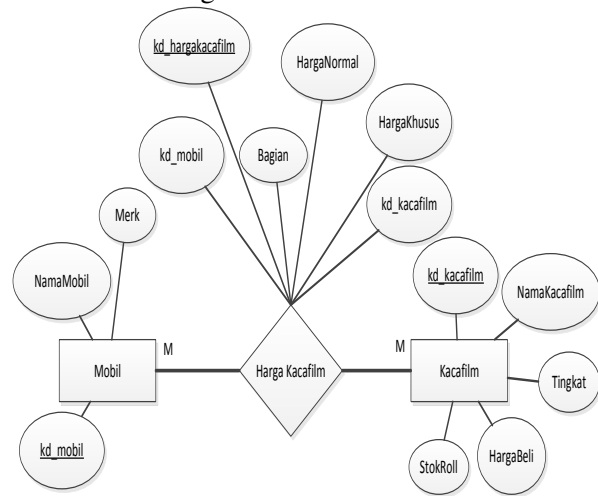 kd_hargakacafilm
HargaNormal
HargaKhusus
kd_mobil
Bagian
kd_kacafilm
Merk
NamaMobil
kd_kacafilm
NamaKacafilm
M
M
Mobil
Harga Kacafilm
Kacafilm
Tingkat
kd_mobil
StokRoll
HargaBeli